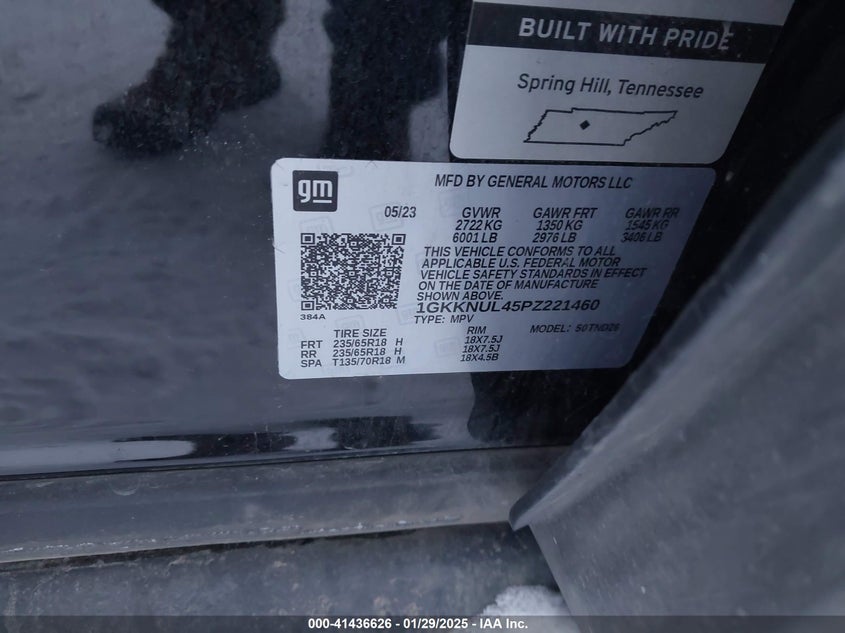 BUILT WITH PRIDE
Spring Hill, Tennessee
gm
MFD BY GENERAL MOTORS LLC
05/23 GVWR GAWR FRT GAWR RR
2722 KG 1350 KG 1545 KG
6001 LB 2976 LB 3406 LB
THIS VEHICLE CONFORMS TO ALL
APPLICABLE U.S. FEDERAL MOTOR
VEHICLE SAFETY STANDARDS IN EFFECT
ON THE DATE OF MANUFACTURE
SHOWN ABOVE.
1GKKNUL45PZ221460
384A
TYPE: MPV MODEL: S0TND26
TIRE SIZE RIM
FRT 235/65R18 H 18X7.5J
RR 235/65R18 H 18X7.5J
SPA T135/70R18 M 18X4.5B
000-41436626 - 01/29/2025 - IAA Inc.